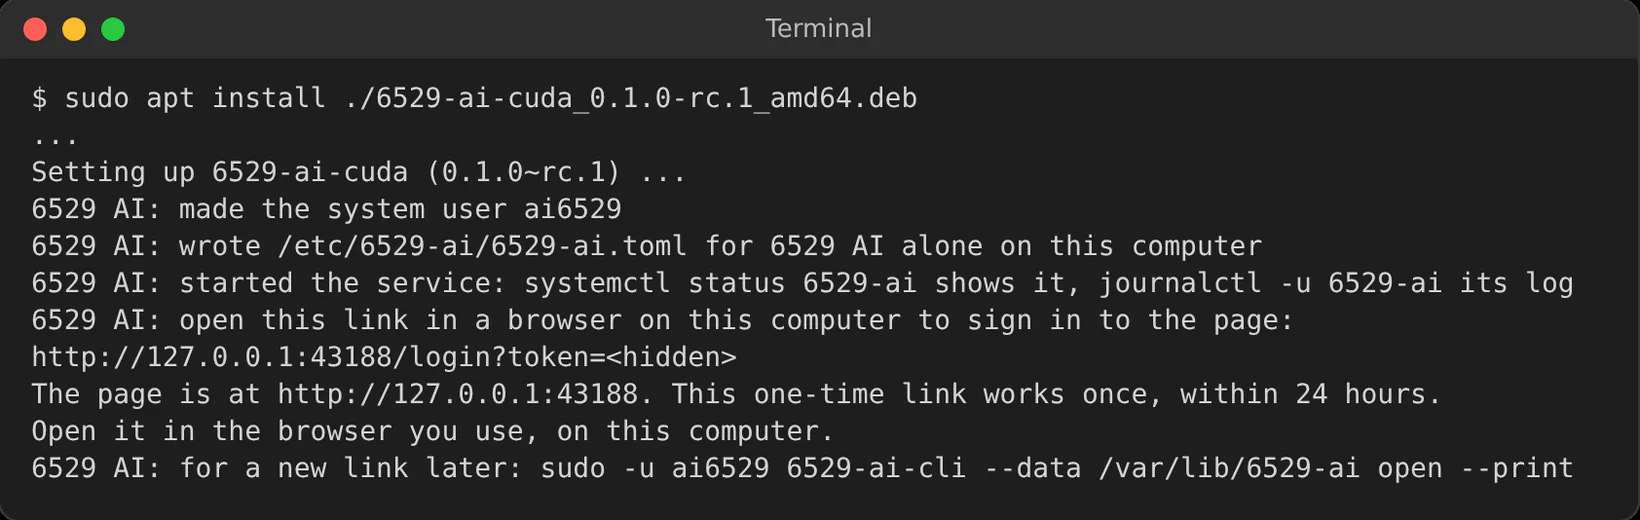 Terminal
$ sudo apt install ./6529-ai-cuda_0.1.0-rc.1_amd64.deb
...
Setting up 6529-ai-cuda (0.1.0~rc.1) ...
6529 AI: made the system user ai6529
6529 AI: wrote /etc/6529-ai/6529-ai.toml for 6529 AI alone on this computer
6529 AI: started the service: systemctl status 6529-ai shows it, journalctl -u 6529-ai its log
6529 AI: open this link in a browser on this computer to sign in to the page:
http://127.0.0.1:43188/login?token=<hidden>
The page is at http://127.0.0.1:43188. This one-time link works once, within 24 hours.
Open it in the browser you use, on this computer.
6529 AI: for a new link later: sudo -u ai6529 6529-ai-cli --data /var/lib/6529-ai open --print